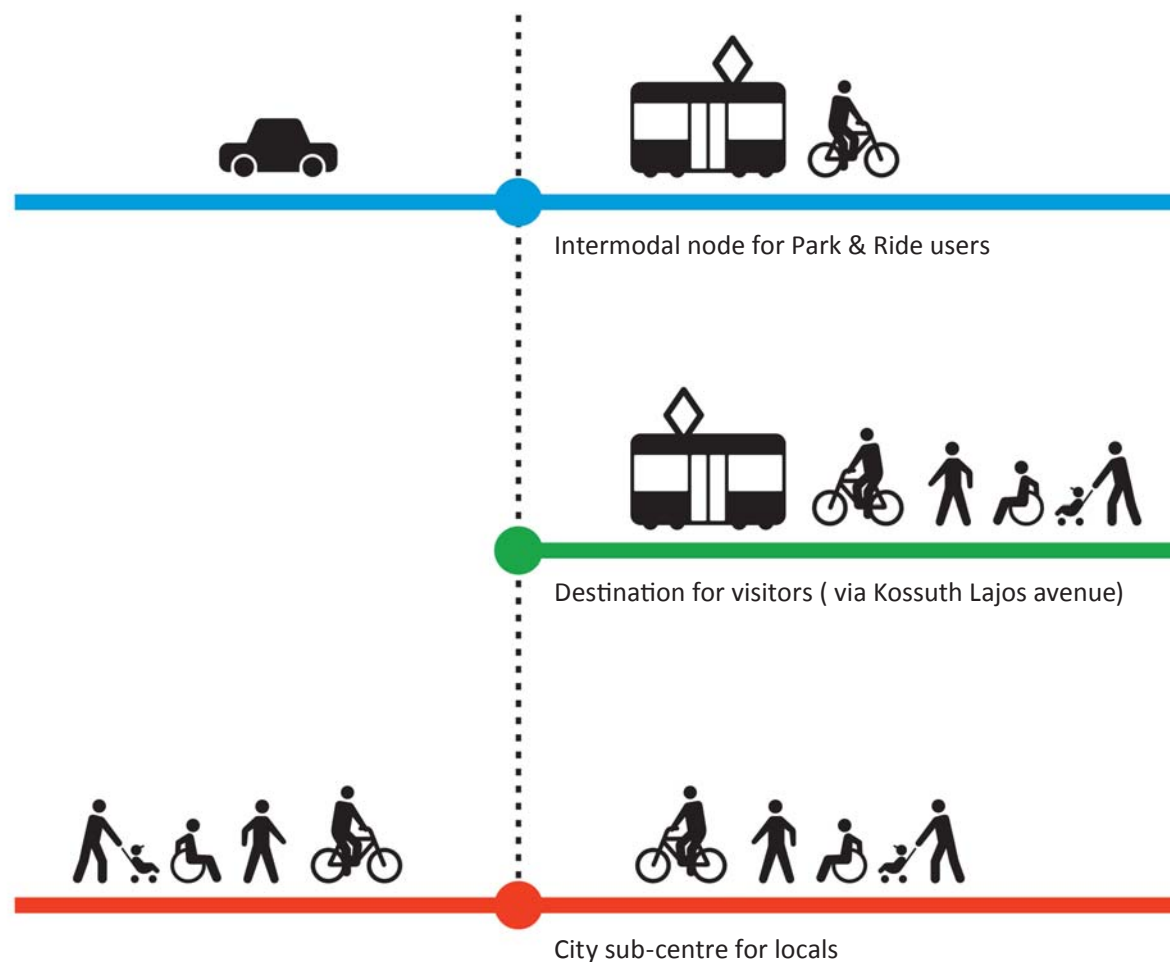 Intermodal node for Park & Ride users
Destination for visitors ( via Kossuth Lajos avenue)
City sub-centre for locals